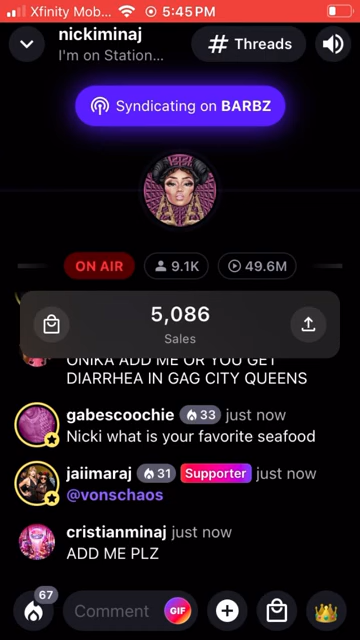 Xfinity Mob... 5:45 PM
nickiminaj
I'm on Station...
# Threads
Syndicating on BARBZ
ON AIR
9.1K
49.6M
5,086
Sales
ONIKA ADD ME OR YOU GET
DIARRHEA IN GAG CITY QUEENS
gabescoochie 33 just now
Nicki what is your favorite seafood
jaiimaraj 31 Supporter just now
@vonschaos
cristianminaj just now
ADD ME PLZ
67
Comment GIF